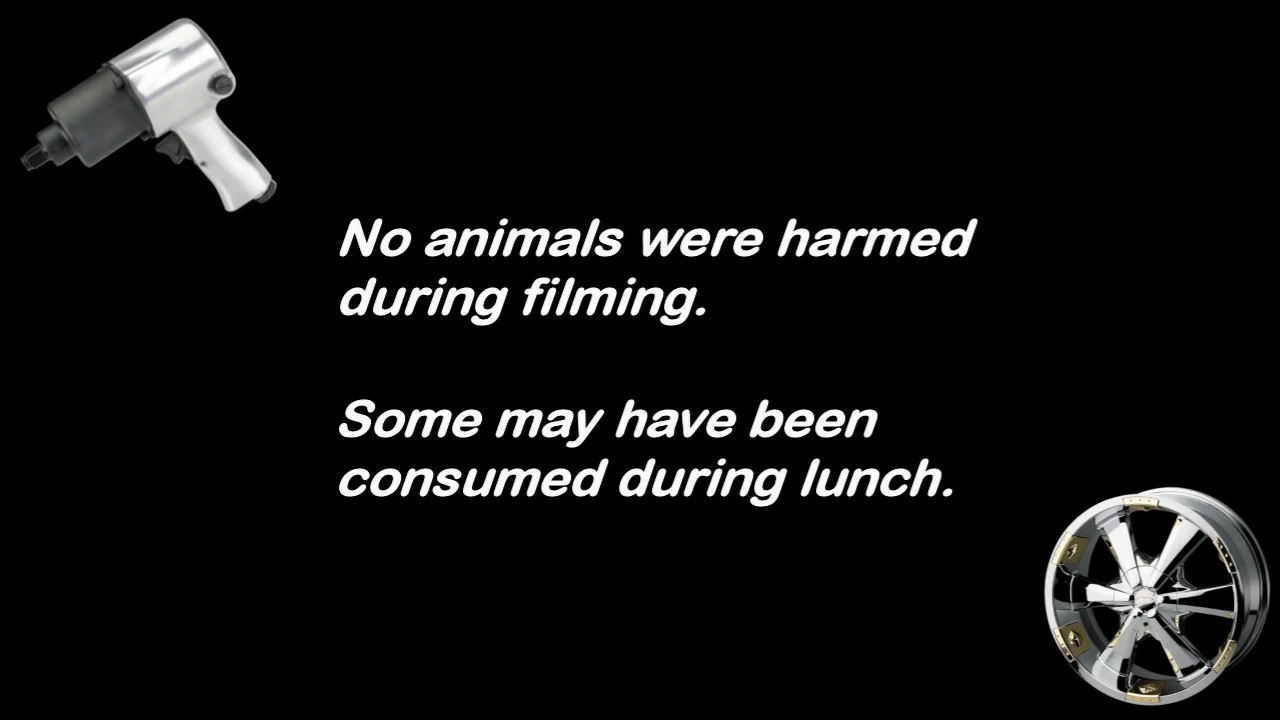 No animals were harmed
during filming.
Some may have been
consumed during lunch.